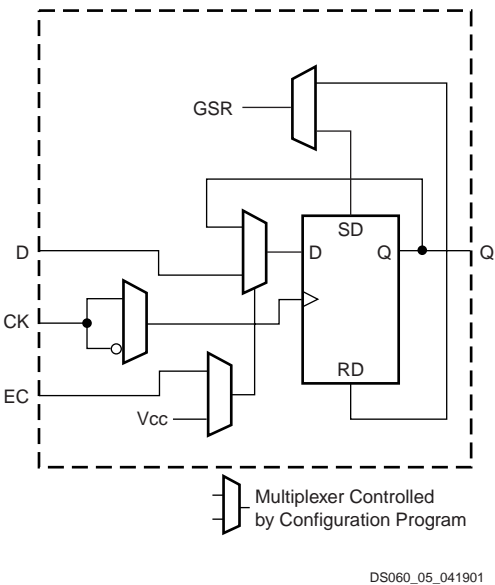 GSR
SD
D
D
Q
Q
CK
RD
EC
Vcc
Multiplexer Controlled
by Configuration Program
DS060_05_041901